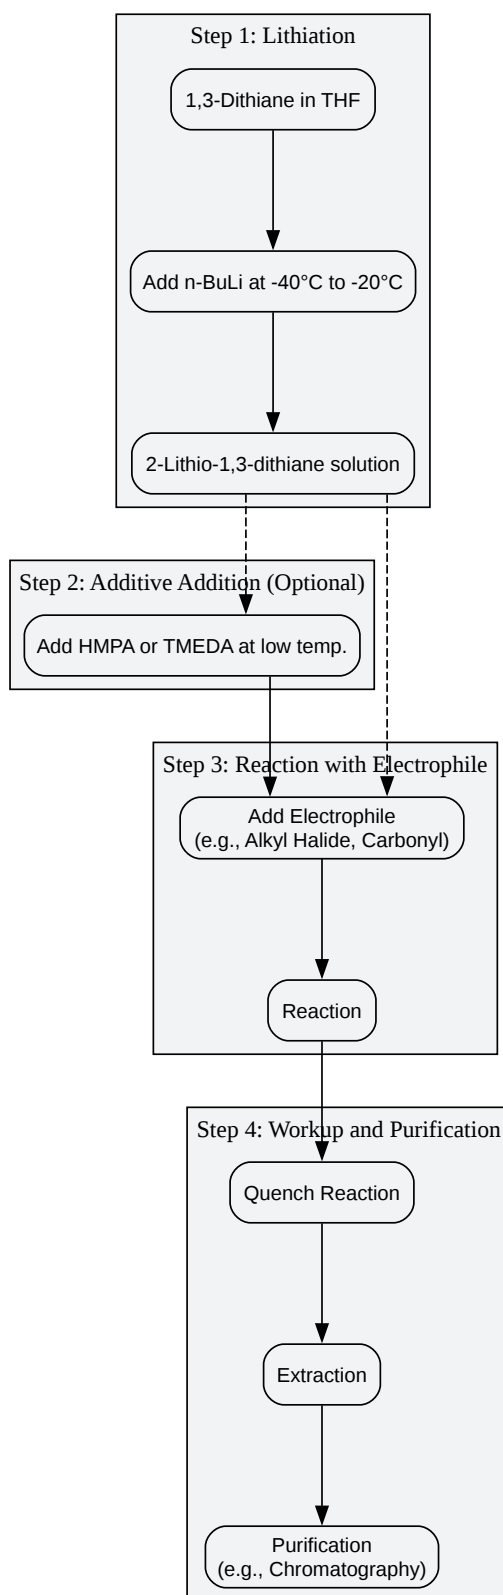 Step 1: Lithiation
1,3-Dithiane in THF
Add n-BuLi at -40°C to -20°C
2-Lithio-1,3-dithiane solution
Step 2: Additive Addition (Optional)
Add HMPA or TMEDA at low temp.
Step 3: Reaction with Electrophile
Add Electrophile
(e.g., Alkyl Halide, Carbonyl)
Reaction
Step 4: Workup and Purification
Quench Reaction
Extraction
Purification
(e.g., Chromatography)